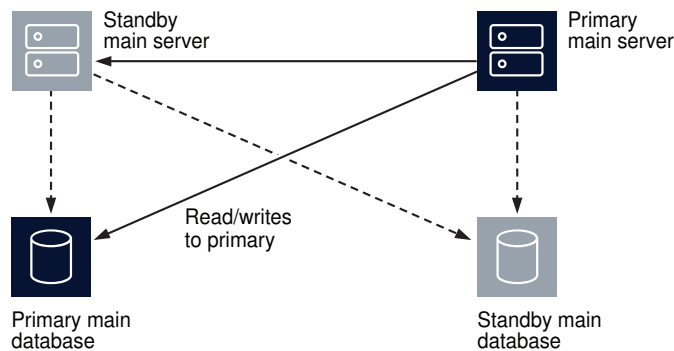 Standby
main server
Primary
main server
Read/writes
to primary
Primary main
database
Standby main
database